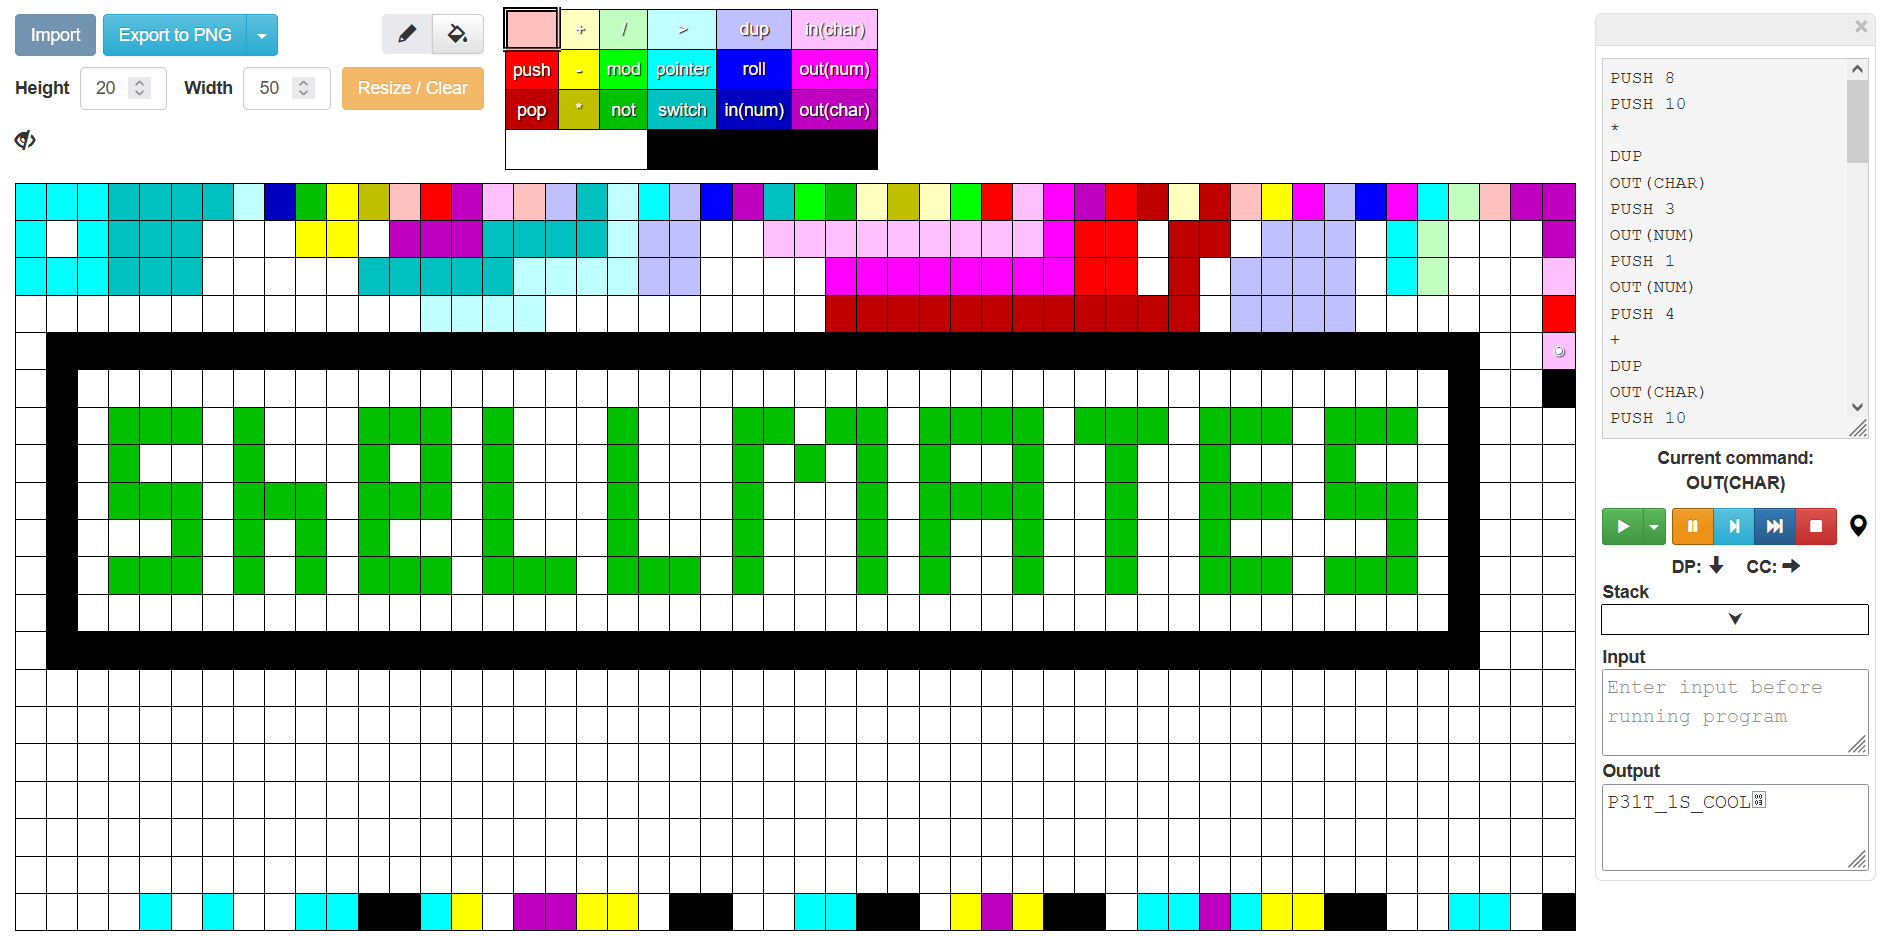 Import
Export to PNG
Height 20 Width 50 Resize / Clear
+ / > dup in(char)
push - mod pointer roll out(num)
pop * not switch in(num) out(char)
ShELLMATES
PUSH 8
PUSH 10
*
DUP
OUT(CHAR)
PUSH 3
OUT(NUM)
PUSH 1
OUT(NUM)
PUSH 4
+
DUP
OUT(CHAR)
PUSH 10
Current command:
OUT(CHAR)
DP: CC:
Stack
Input
Enter input before
running program
Output
P31T_1S_COOL